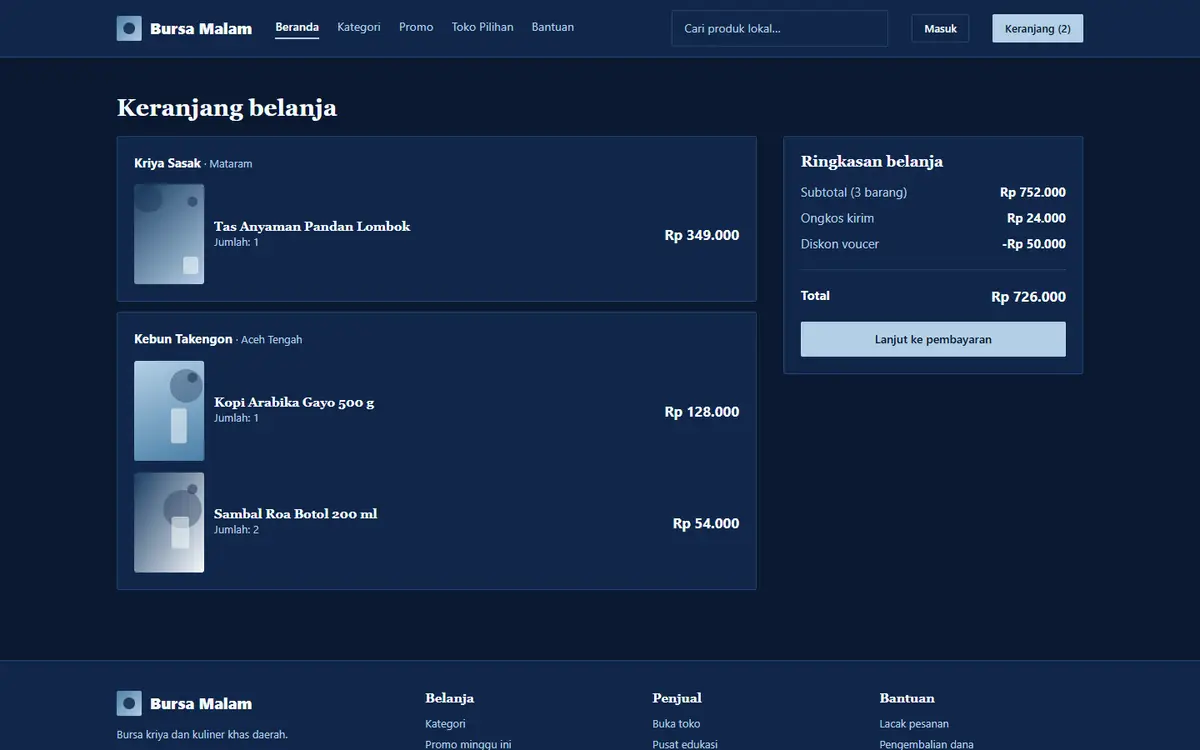 Bursa Malam
Beranda
Kategori
Promo
Toko Pilihan
Bantuan
Cari produk lokal...
Masuk
Keranjang (2)
Keranjang belanja
Kriya Sasak · Mataram
Tas Anyaman Pandan Lombok
Jumlah: 1
Rp 349.000
Kebun Takengon · Aceh Tengah
Kopi Arabika Gayo 500 g
Jumlah: 1
Rp 128.000
Sambal Roa Botol 200 ml
Jumlah: 2
Rp 54.000
Ringkasan belanja
Subtotal (3 barang) Rp 752.000
Ongkos kirim Rp 24.000
Diskon voucer -Rp 50.000
Total Rp 726.000
Lanjut ke pembayaran
Bursa Malam
Bursa kriya dan kuliner khas daerah.
Belanja
Kategori
Promo minggu ini
Penjual
Buka toko
Pusat edukasi
Bantuan
Lacak pesanan
Pengembalian dana